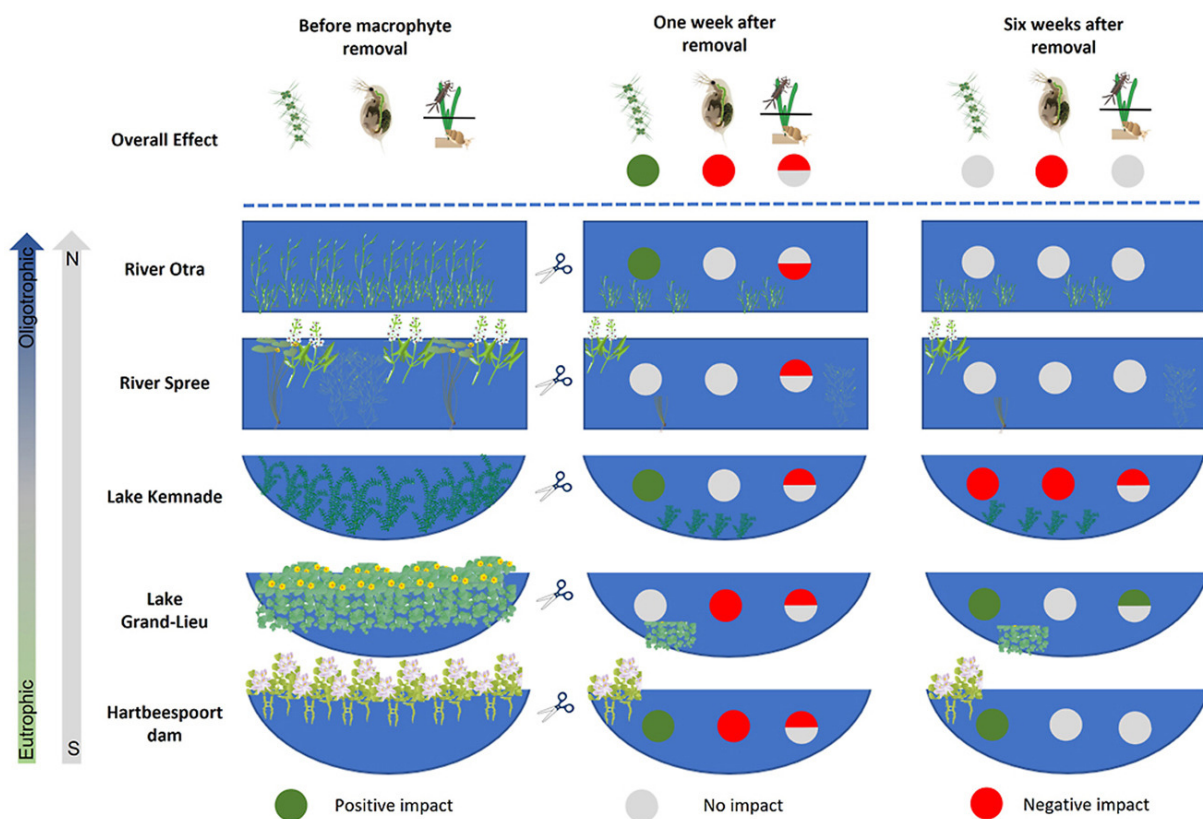 Before macrophyte
removal
One week after
removal
Six weeks after
removal
Overall Effect
Oligotrophic
N
River Otra
River Spree
Lake Kemnade
Lake
Grand-Lieu
Hartbeespoort
dam
Eutrophic
S
Positive impact
No impact
Negative impact